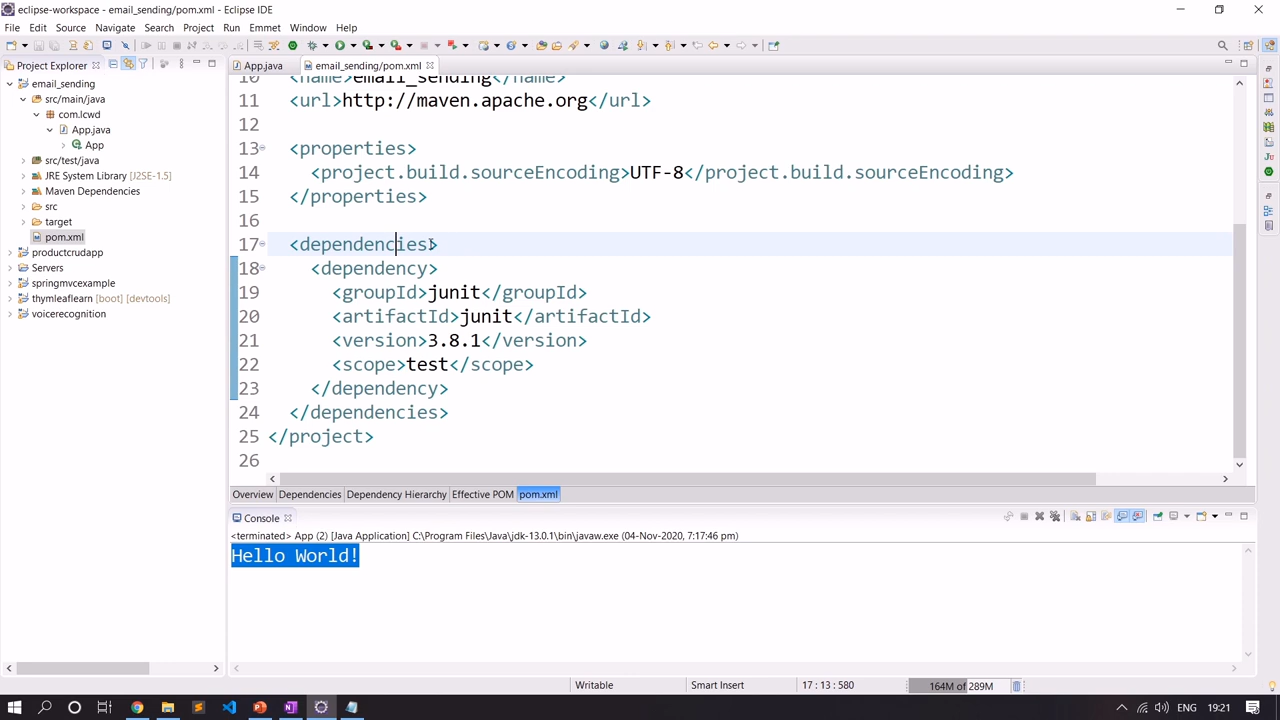 eclipse-workspace - email_sending/pom.xml - Eclipse IDE
File Edit Source Navigate Search Project Run Emmet Window Help
Project Explorer
email_sending
src/main/java
com.lcwd
App.java
App
src/test/java
JRE System Library [J2SE-1.5]
Maven Dependencies
src
target
pom.xml
productcrudapp
Servers
springmvcexample
thymleaflearn [boot] [devtools]
voicerecognition
App.java email_sending/pom.xml
10 <name>email_sending</name>
11 <url>http://maven.apache.org</url>
12
13 <properties>
14 <project.build.sourceEncoding>UTF-8</project.build.sourceEncoding>
15 </properties>
16
17 <dependencies>
18 <dependency>
19 <groupId>junit</groupId>
20 <artifactId>junit</artifactId>
21 <version>3.8.1</version>
22 <scope>test</scope>
23 </dependency>
24 </dependencies>
25 </project>
26
Overview Dependencies Dependency Hierarchy Effective POM pom.xml
Console
<terminated> App (2) [Java Application] C:\Program Files\Java\jdk-13.0.1\bin\javaw.exe (04-Nov-2020, 7:17:46 pm)
Hello World!
Writable Smart Insert 17 : 13 : 580 164M of 289M
ENG 19:21